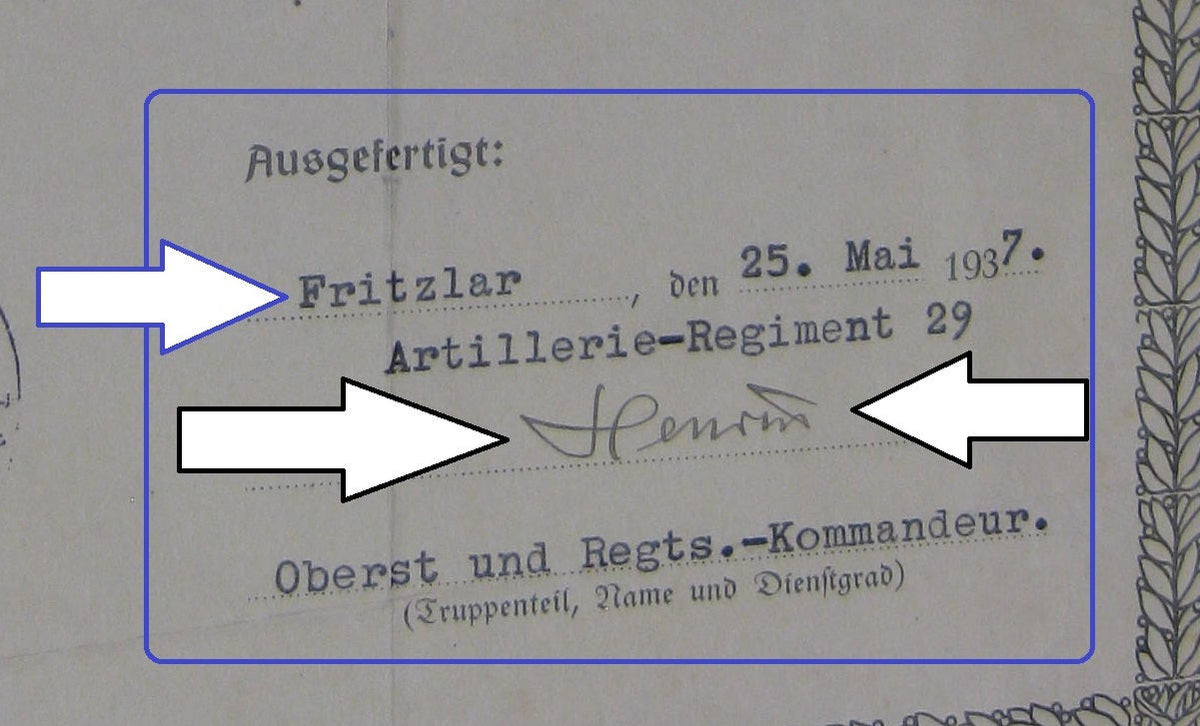 Ausgefertigt:
Fritzlar, den 25. Mai 1937.
Artillerie-Regiment 29
Oberst und Regts.-Kommandeur.
(Truppenteil, Name und Dienstgrad)